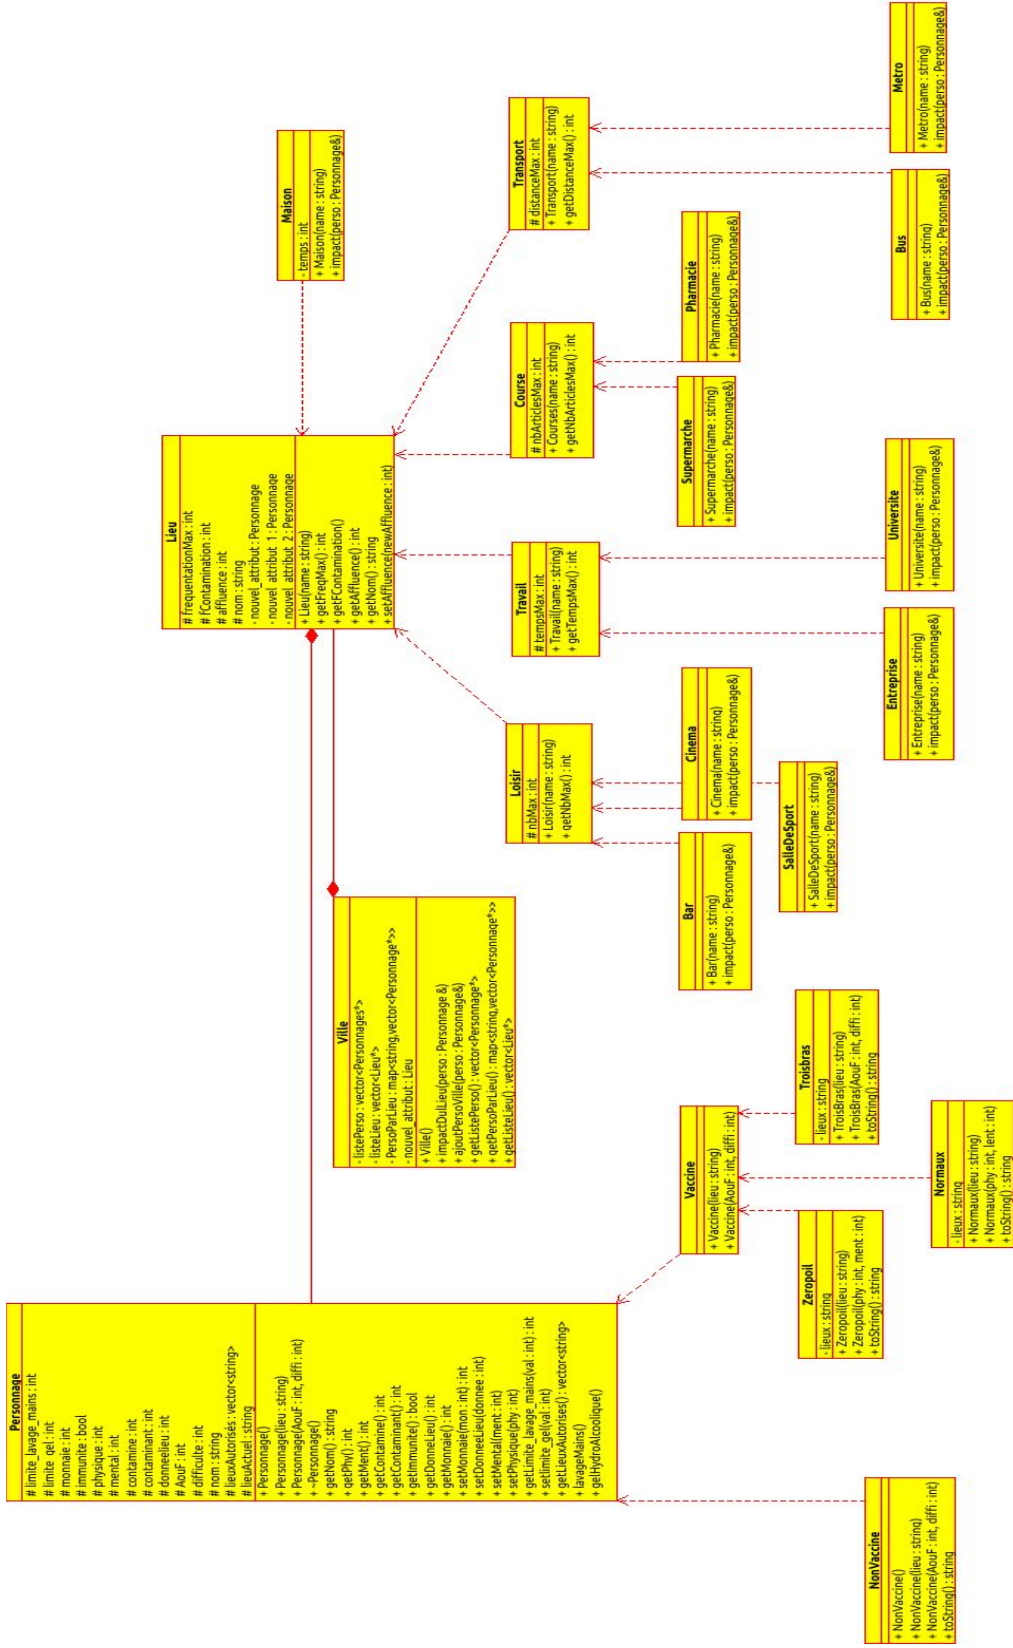 Personnage
# limite_lavage_mains : int
# limite_gel : int
# monnaie : int
# immunite : bool
# physique : int
# mental : int
# contamine : int
# contaminant : int
# donneelieu : int
# AouF : int
# difficulte : int
# nom : string
# lieuxAutorisés : vector<string>
# lieuActuel : string
+ Personnage()
+ Personnage(lieu : string)
+ Personnage(AouF : int, diffi : int)
+ ~Personnage()
+ getNom() : string
+ getPhy() : int
+ getMent() : int
+ getContamine() : int
+ getContaminant() : int
+ getImmunite() : bool
+ getDonneLieu() : int
+ getMonnaie() : int
+ setMonnaie(mon : int) : int
+ setDonneeLieu(donnee : int)
+ setMental(ment : int)
+ setPhysique(phy : int)
+ getLimite_lavage_mains(val : int) : int
+ setlimite_gel(val : int)
+ getLieuxAutorises() : vector<string>
+ lavageMains()
+ gelHydroAlcoolique()
NonVaccine
+ NonVaccine()
+ NonVaccine(lieu : string)
+ NonVaccine(AouF : int, diffi : int)
+ toString() : string
Vaccine
+ Vaccine(lieu : string)
+ Vaccine(AouF : int, diffi : int)
Zeropoil
- lieux : string
+ Zeropoil(lieu : string)
+ Zeropoil(phy : int, ment : int)
+ toString() : string
Normaux
- lieux : string
+ Normaux(lieu : string)
+ Normaux(phy : int, lent : int)
+ toString() : string
Troisbras
- lieux : string
+ TroisBras(lieu : string)
+ TroisBras(AouF : int, diffi : int)
+ toString() : string
Ville
- listePerso : vector<Personnages*>
- listeLieu : vector<Lieu*>
- PersoParLieu : map<string,vector<Personnage*>>
- nouvel_attribut : Lieu
+ Ville()
+ impactDulLieu(perso : Personnage &)
+ ajoutPersoVille(perso : Personnage&)
+ getListePerso() : vector<Personnage*>
+ getPersoParLieu() : map<string,vector<Personnage*>>
+ getListeLieu() : vector<Lieu*>
Lieu
# frequentationMax : int
# fContamination : int
# affluence : int
# nom : string
- nouvel_attribut : Personnage
- nouvel attribut 1 : Personnage
- nouvel attribut 2 : Personnage
+ Lieu(name : string)
+ getFreqMax() : int
+ getFContamination()
+ getAffluence() : int
+ getNom() : string
+ setAffluence(newAffluence : int)
Maison
- temps : int
+ Maison(name : string)
+ impact(perso : Personnage&)
Loisir
# nbMax : int
+ Loisir(name : string)
+ getNbMax() : int
Bar
+ Bar(name : string)
+ impact(perso : Personnage&)
Cinema
+ Cinema(name : string)
+ impact(perso : Personnage&)
SalleDeSport
+ SalleDeSport(name : string)
+ impact(perso : Personnage&)
Travail
# tempsMax : int
+ Travail(name : string)
+ getTempsMax() : int
Entreprise
+ Entreprise(name : string)
+ impact(perso : Personnage&)
Universite
+ Universite(name : string)
+ impact(perso : Personnage&)
Course
# nbArticlesMax : int
+ Courses(name : string)
+ getNbArticlesMax() : int
Supermarche
+ Supermarche(name : string)
+ impact(perso : Personnage&)
Pharmacie
+ Pharmacie(name : string)
+ impact(perso : Personnage&)
Transport
# distanceMax : int
+ Transport(name : string)
+ getDistanceMax() : int
Bus
+ Bus(name : string)
+ impact(perso : Personnage&)
Metro
+ Metro(name : string)
+ impact(perso : Personnage&)